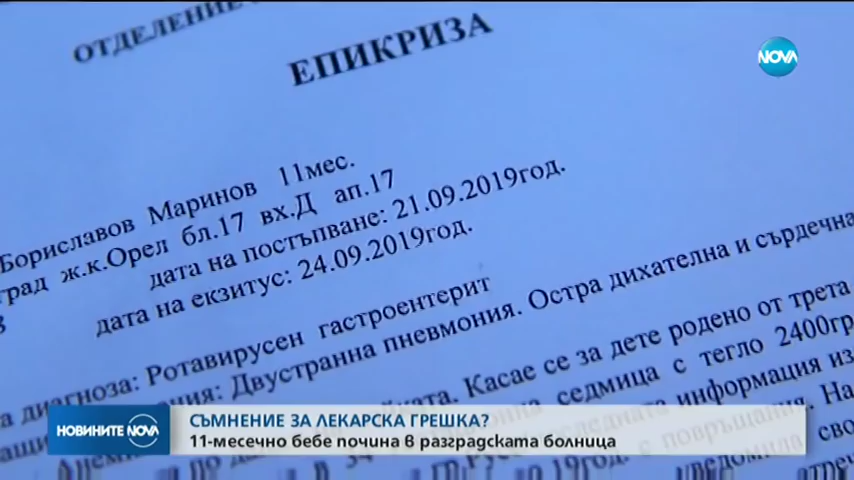 ОТДЕЛЕНИЕ
ЕПИКРИЗА
NOVA
Бориславов Маринов 11мес.
град ж.к.Орел бл.17 вх.Д ап.17
дата на постъпване: 21.09.2019год.
дата на екзитус: 24.09.2019год.
диагноза: Ротавирусен гастроентерит
Двустранна пневмония. Остра дихателна и сърдечна
Касае се за дете родено от трета
седмица с тегло 2400гр
информация из
повръщания. На
НОВИНИТЕ NOVA
СЪМНЕНИЕ ЗА ЛЕКАРСКА ГРЕШКА?
11-месечно бебе почина в разградската болница